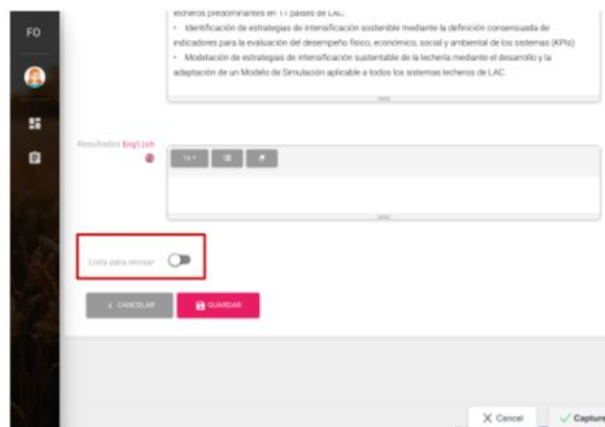 lecheros predominantes en 11 países de LAC.
FO
• Identificación de estrategias de intensificación sostenible mediante la definición consensuada de
indicadores para la evaluación del desempeño físico, económico, social y ambiental de los sistemas (KPIs)
• Modelación de estrategias de intensificación sustentable de la lechería mediante el desarrollo y la
adaptación de un Modelo de Simulación aplicable a todos los sistemas lecheros de LAC.
Resultados English
Lista para revisar
CANCELAR
GUARDAR
Cancel
Capture